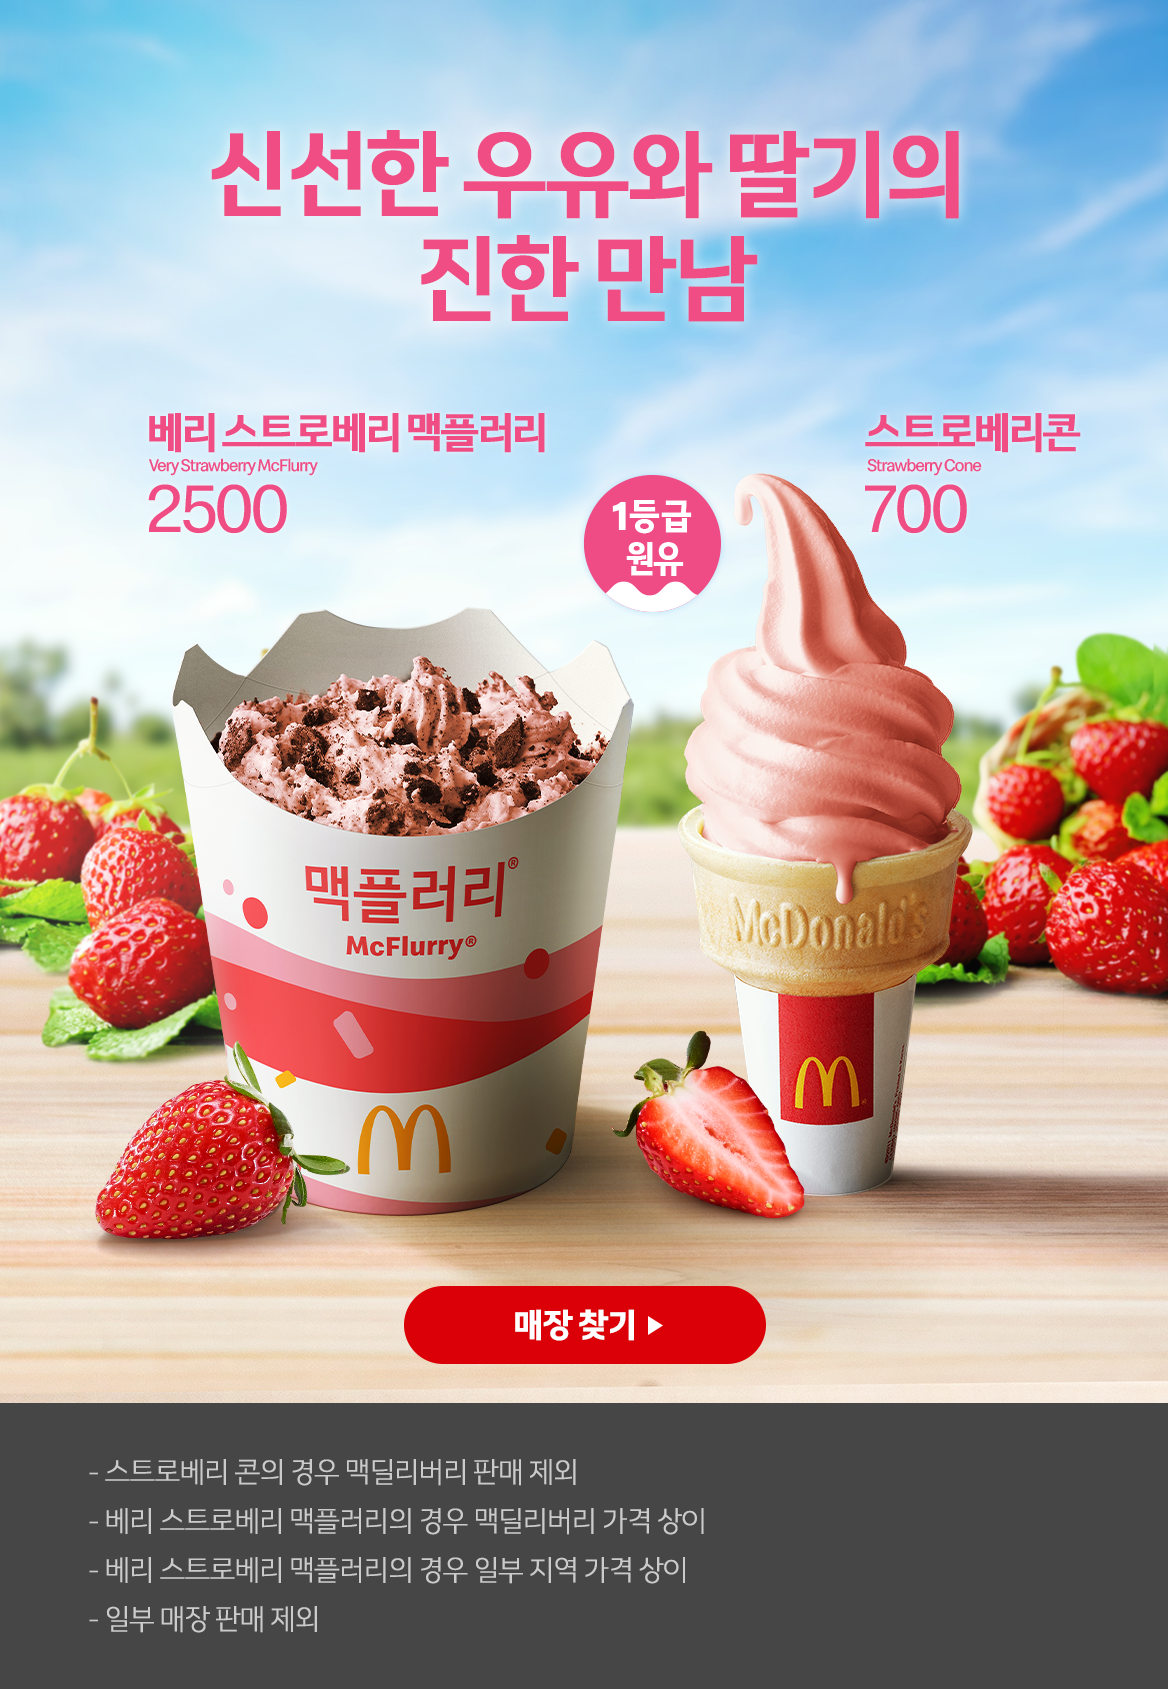 신선한 우유와 딸기의
진한 만남
베리 스트로베리 맥플러리
Very Strawberry McFlurry
2500
스트로베리콘
Strawberry Cone
700
1등급
원유
맥플러리®
McFlurry®
McDonald's
매장 찾기 ▶
- 스트로베리 콘의 경우 맥딜리버리 판매 제외
- 베리 스트로베리 맥플러리의 경우 맥딜리버리 가격 상이
- 베리 스트로베리 맥플러리의 경우 일부 지역 가격 상이
- 일부 매장 판매 제외